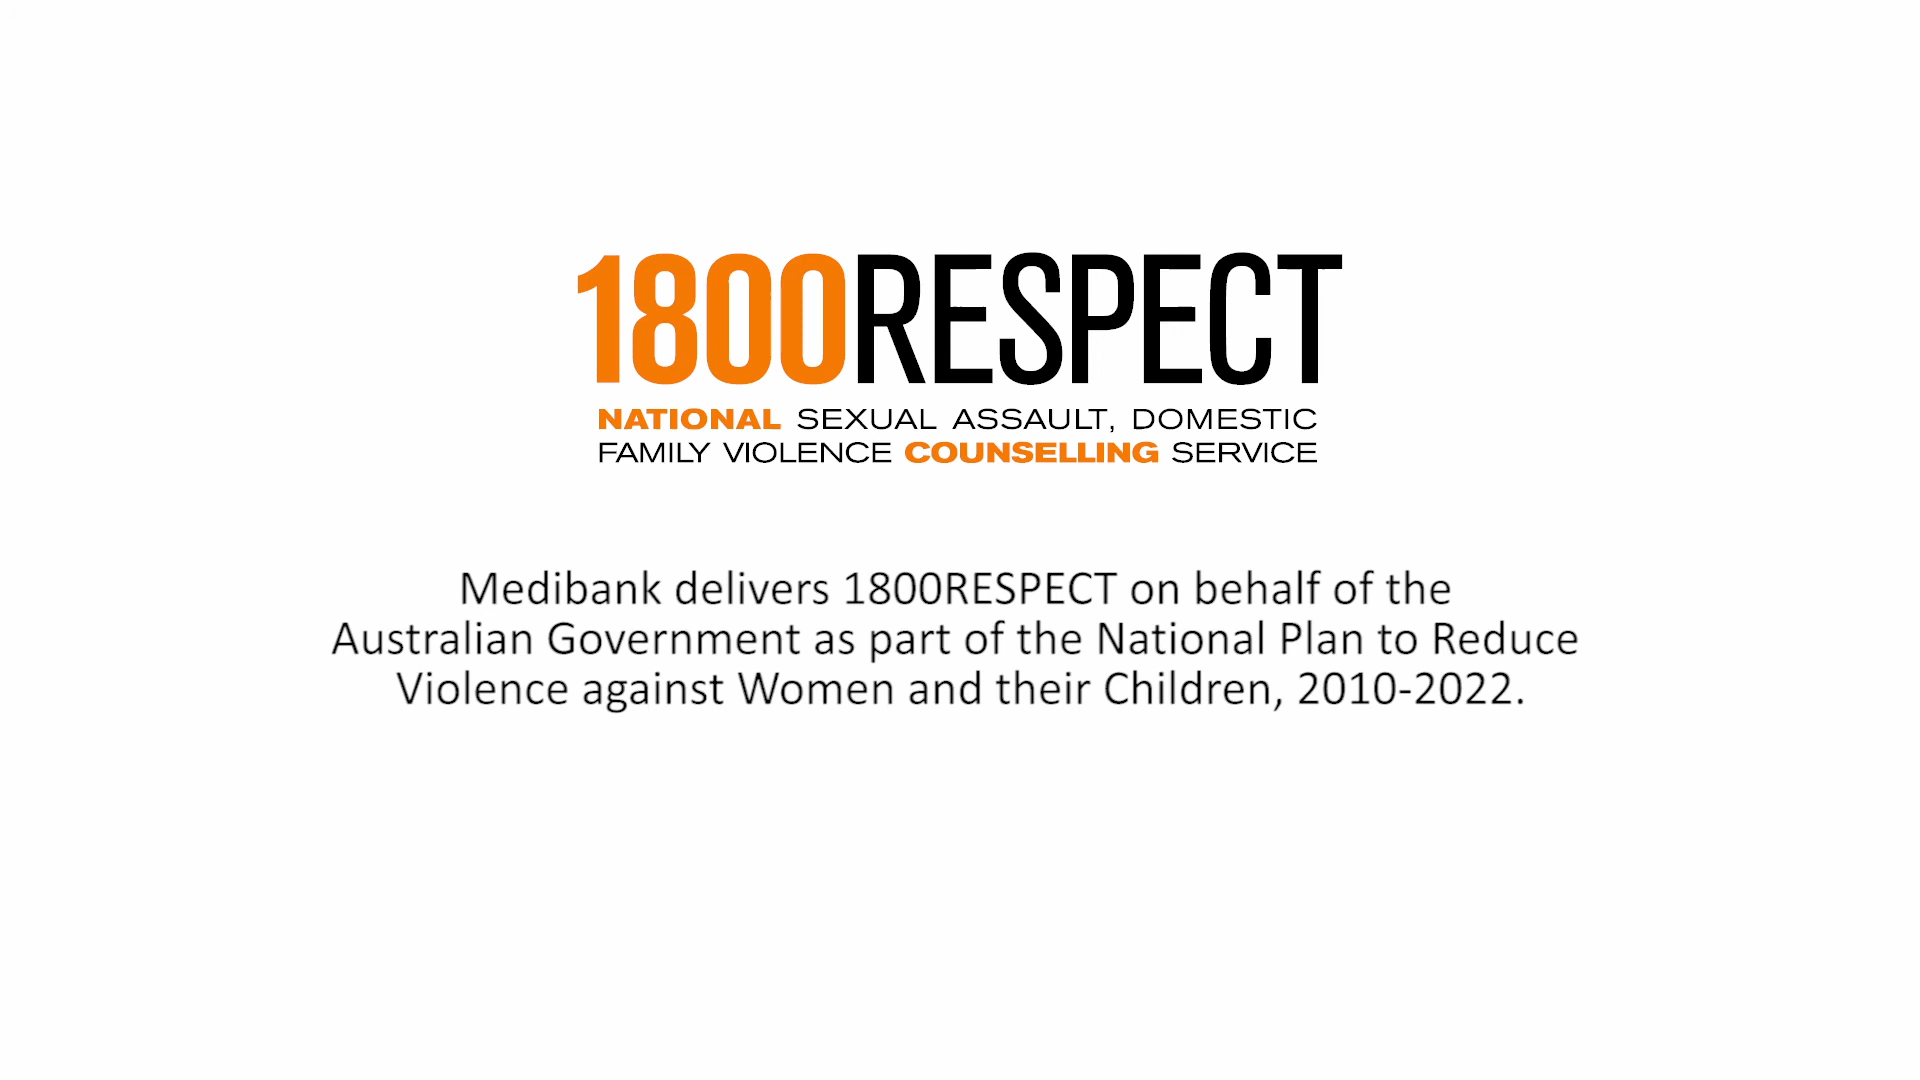 1800RESPECT
NATIONAL SEXUAL ASSAULT, DOMESTIC
FAMILY VIOLENCE COUNSELLING SERVICE
Medibank delivers 1800RESPECT on behalf of the
Australian Government as part of the National Plan to Reduce
Violence against Women and their Children, 2010-2022.